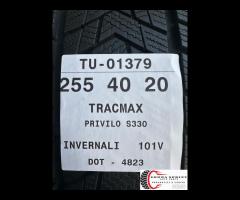 TU-01379
255 40 20
TRACMAX
PRIVILO S330
INVERNALI 101V
DOT - 4823